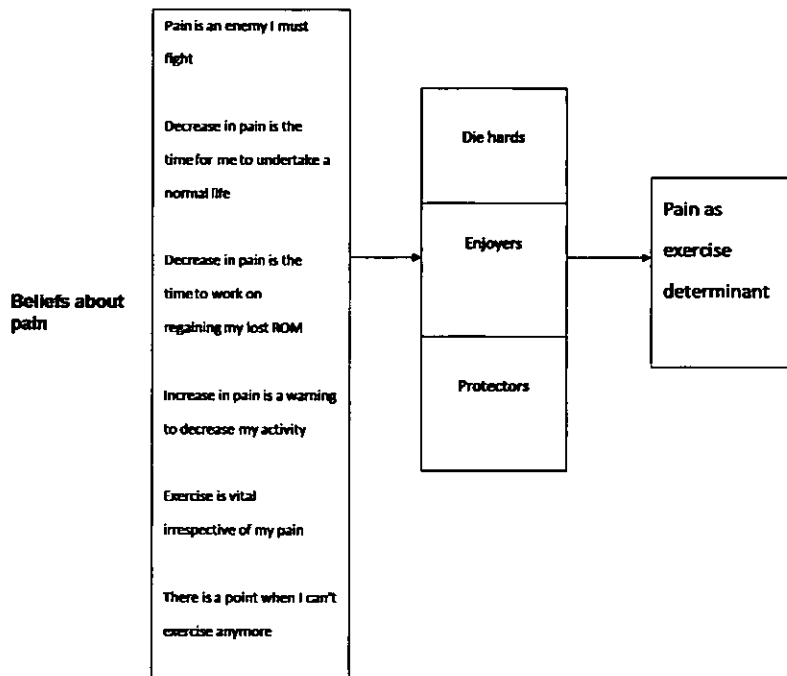 Beliefs about
pain
Pain is an enemy I must
fight
Decrease in pain is the
time for me to undertake a
normal life
Decrease in pain is the
time to work on
regaining my lost ROM
Increase in pain is a warning
to decrease my activity
Exercise is vital
irrespective of my pain
There is a point when I can't
exercise anymore
Die hards
Enjoyers
Protectors
Pain as
exercise
determinant